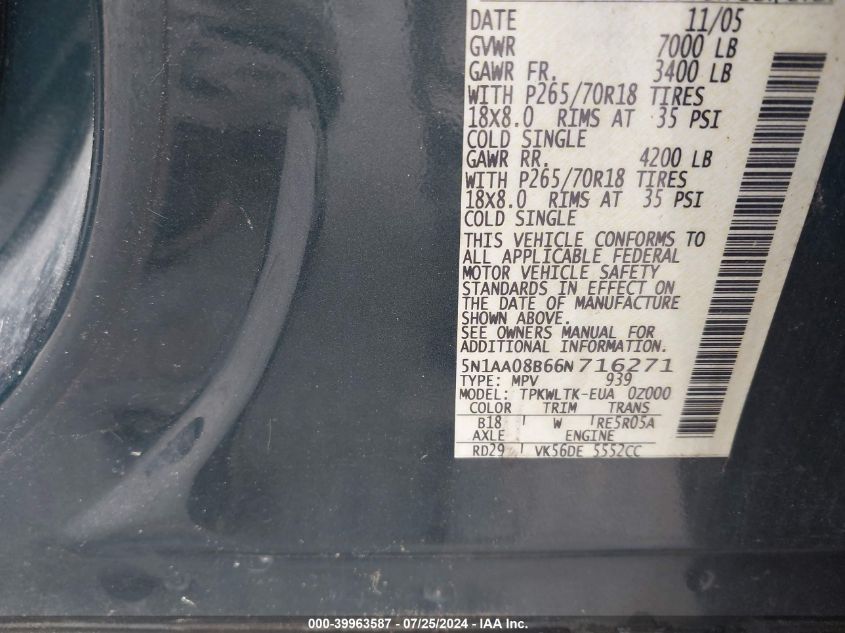 DATE 11/05
GVWR 7000 LB
GAWR FR. 3400 LB
WITH P265/70R18 TIRES
18X8.0 RIMS AT 35 PSI
COLD SINGLE
GAWR RR. 4200 LB
WITH P265/70R18 TIRES
18X8.0 RIMS AT 35 PSI
COLD SINGLE
THIS VEHICLE CONFORMS TO
ALL APPLICABLE FEDERAL
MOTOR VEHICLE SAFETY
STANDARDS IN EFFECT ON
THE DATE OF MANUFACTURE
SHOWN ABOVE.
SEE OWNERS MANUAL FOR
ADDITIONAL INFORMATION.
5N1AA08B66N716271
TYPE: MPV 939
MODEL: TPKWLTK-EUA 0Z000
COLOR TRIM TRANS
B18 W RE5R05A
AXLE ENGINE
RD29 VK56DE 5552CC
000-39963587 - 07/25/2024 - IAA Inc.